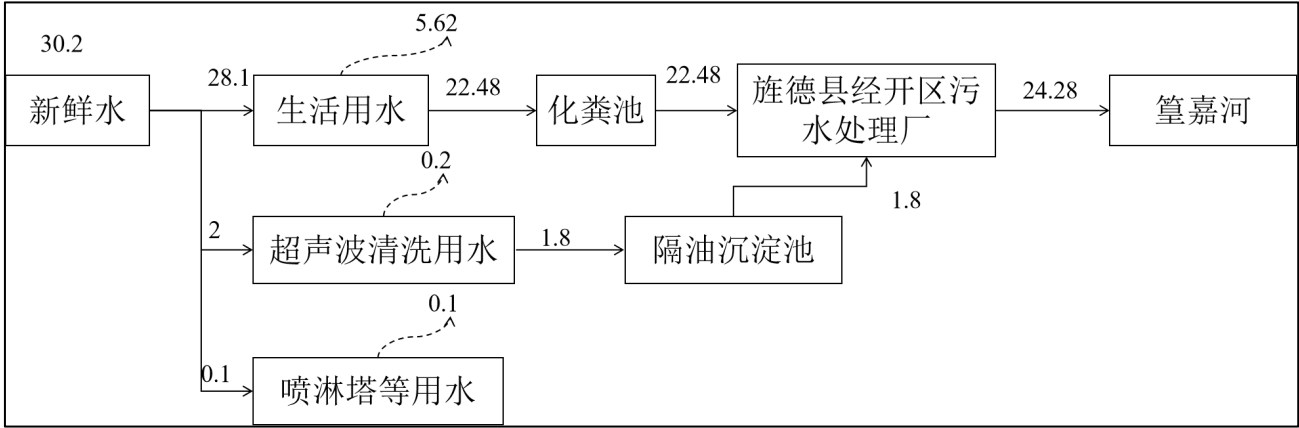 30.2
新鲜水
28.1
5.62
生活用水
22.48
化粪池
22.48
旌德县经开区污
水处理厂
24.28
篁嘉河
2
0.2
超声波清洗用水
1.8
隔油沉淀池
1.8
0.1
0.1
喷淋塔等用水